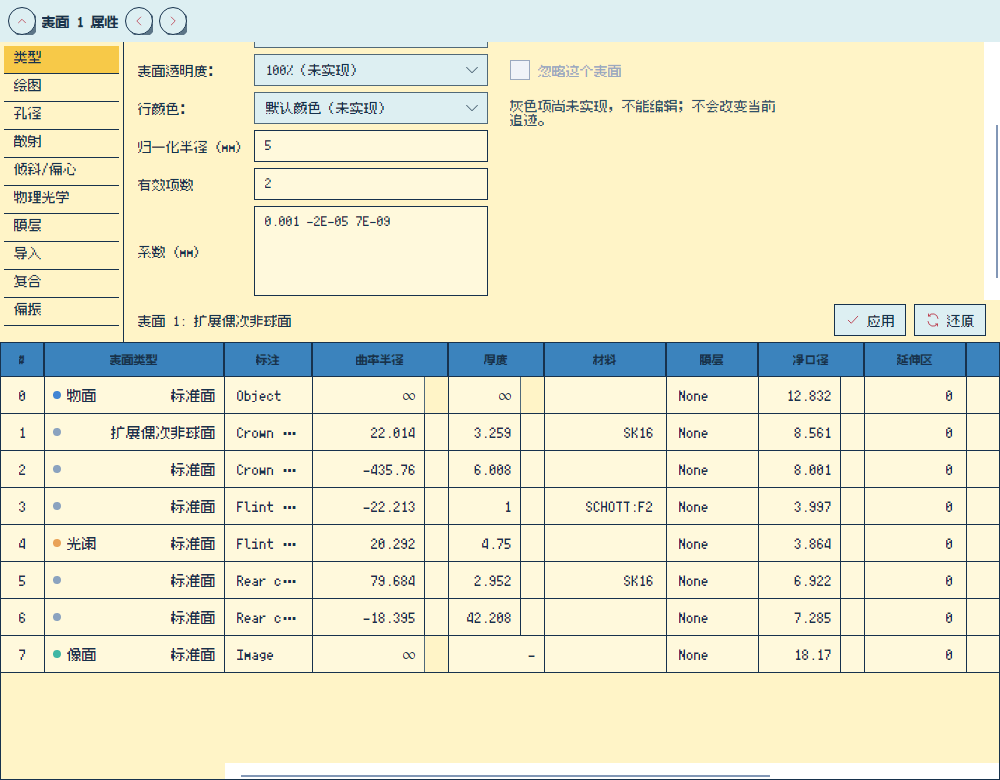 表面 1 属性
类型
绘图
孔径
散射
倾斜/偏心
物理光学
膜层
导入
复合
偏振
表面透明度:
100% (未实现)
忽略这个表面
行颜色:
默认颜色 (未实现)
灰色项尚未实现，不能编辑；不会改变当前
追迹。
归一化半径 (mm)
5
有效项数
2
系数 (mm)
0.001 -2E-05 7E-09
表面 1: 扩展偶次非球面
应用
还原
# 表面类型 标注 曲率半径 厚度 材料 膜层 净口径 延伸区
0 物面 标准面 Object ∞ ∞ None 12.832 0
1 扩展偶次非球面 Crown … 22.014 3.259 SK16 None 8.561 0
2 标准面 Crown … -435.76 6.008 None 8.001 0
3 标准面 Flint … -22.213 1 SCHOTT:F2 None 3.997 0
4 光阑 标准面 Flint … 20.292 4.75 None 3.864 0
5 标准面 Rear c… 79.684 2.952 SK16 None 6.922 0
6 标准面 Rear c… -18.395 42.208 None 7.285 0
7 像面 标准面 Image ∞ - None 18.17 0